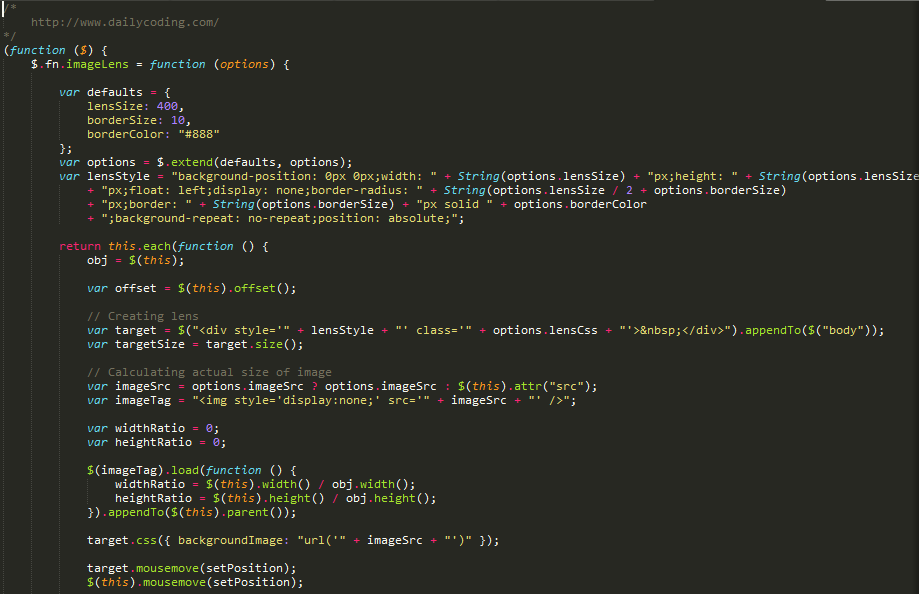 /*
    http://www.dailycoding.com/
*/
(function ($) {
    $.fn.imageLens = function (options) {

        var defaults = {
            lensSize: 400,
            borderSize: 10,
            borderColor: "#888"
        };
        var options = $.extend(defaults, options);
        var lensStyle = "background-position: 0px 0px;width: " + String(options.lensSize) + "px;height: " + String(options.lensSize
            + "px;float: left;display: none;border-radius: " + String(options.lensSize / 2 + options.borderSize)
            + "px;border: " + String(options.borderSize) + "px solid " + options.borderColor
            + ";background-repeat: no-repeat;position: absolute;";

        return this.each(function () {
            obj = $(this);

            var offset = $(this).offset();

            // Creating lens
            var target = $("<div style='" + lensStyle + "' class='" + options.lensCss + "'>&nbsp;</div>").appendTo($("body"));
            var targetSize = target.size();

            // Calculating actual size of image
            var imageSrc = options.imageSrc ? options.imageSrc : $(this).attr("src");
            var imageTag = "<img style='display:none;' src='" + imageSrc + "' />";

            var widthRatio = 0;
            var heightRatio = 0;

            $(imageTag).load(function () {
                widthRatio = $(this).width() / obj.width();
                heightRatio = $(this).height() / obj.height();
            }).appendTo($(this).parent());

            target.css({ backgroundImage: "url('" + imageSrc + "')" });

            target.mousemove(setPosition);
            $(this).mousemove(setPosition);